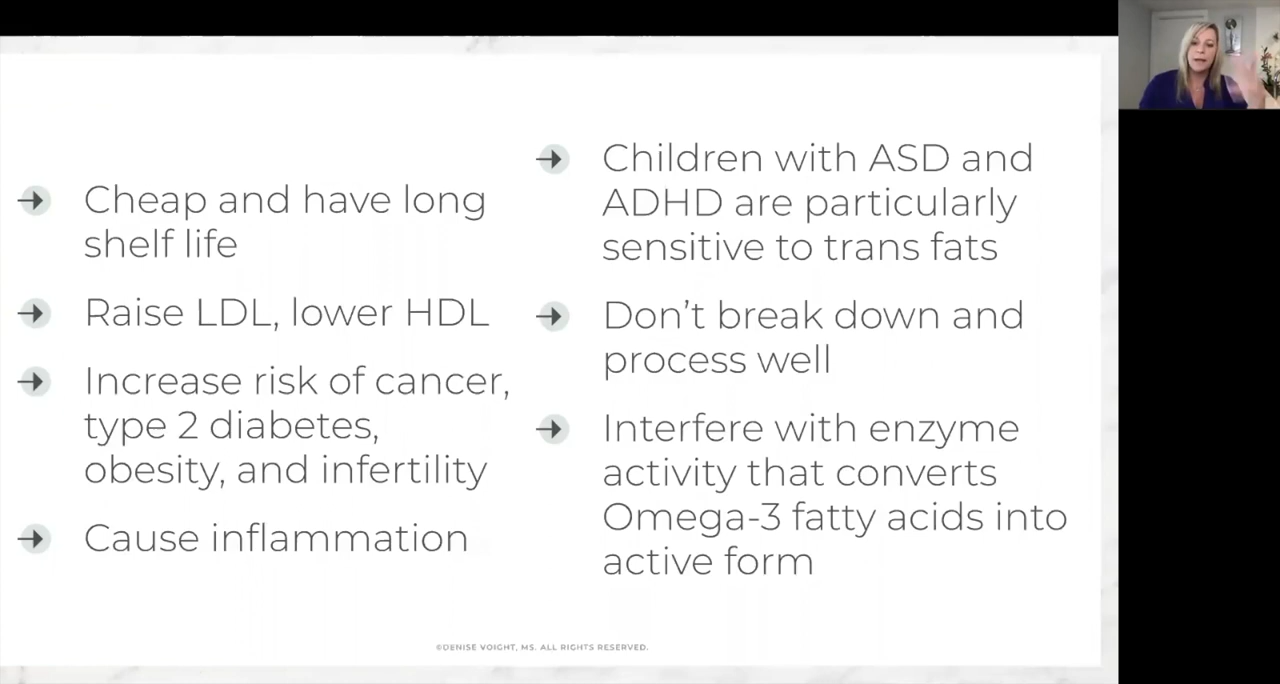 Cheap and have long
shelf life
Raise LDL, lower HDL
Increase risk of cancer,
type 2 diabetes,
obesity, and infertility
Cause inflammation
Children with ASD and
ADHD are particularly
sensitive to trans fats
Don’t break down and
process well
Interfere with enzyme
activity that converts
Omega-3 fatty acids into
active form
©DENISE VOIGHT, MS. ALL RIGHTS RESERVED.